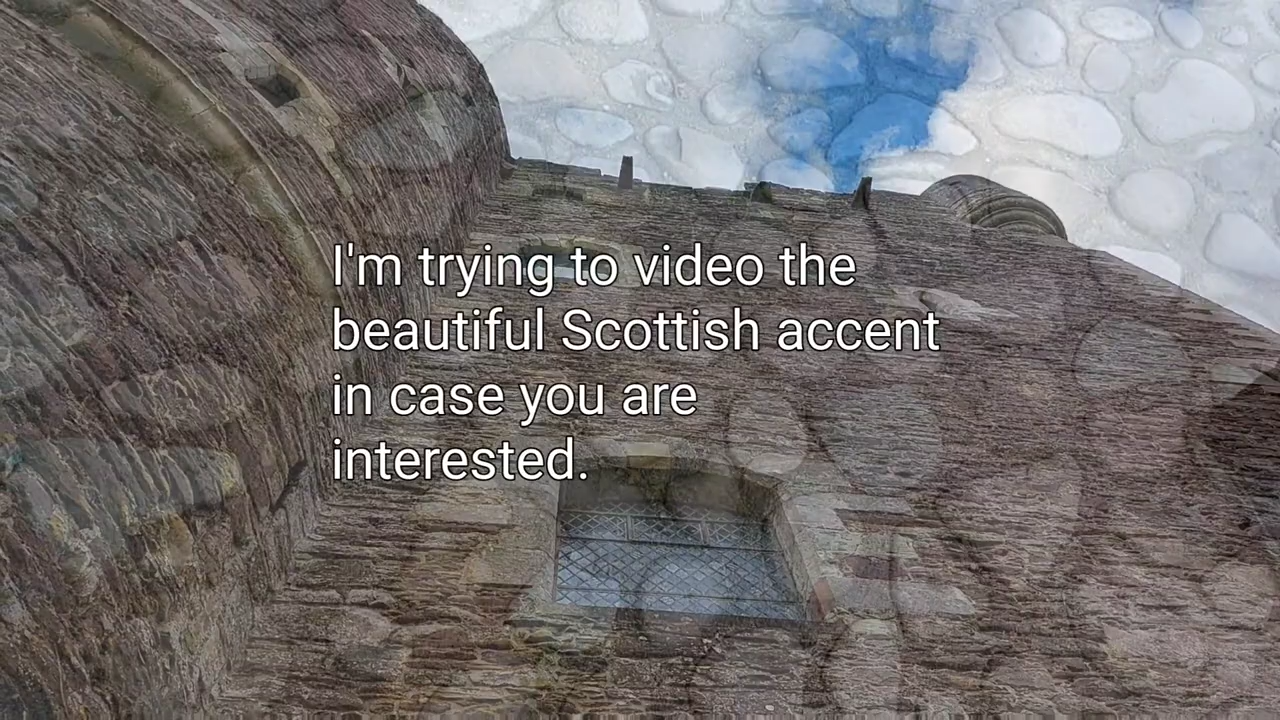 I'm trying to video the
beautiful Scottish accent
in case you are
interested.